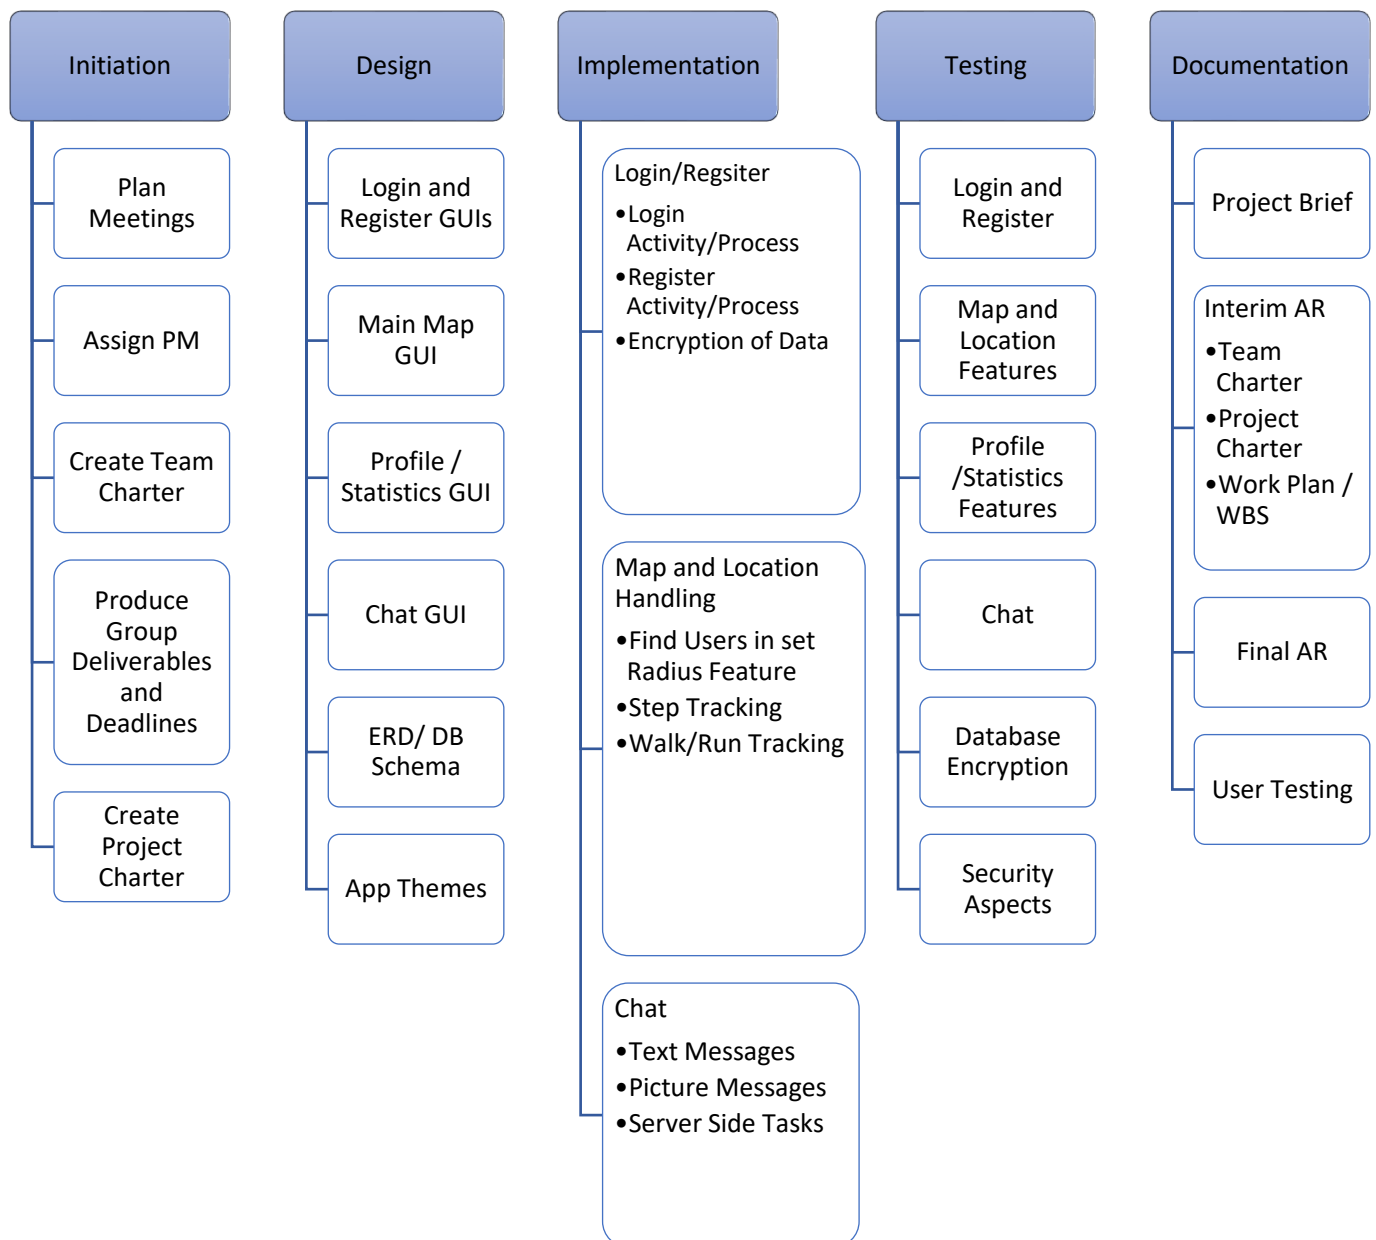 Initiation
Plan
Meetings
Assign PM
Create Team
Charter
Produce
Group
Deliverables
and
Deadlines
Create
Project
Charter
Design
Login and
Register GUIs
Main Map
GUI
Profile /
Statistics GUI
Chat GUI
ERD/ DB
Schema
App Themes
Implementation
Login/Regsiter
•Login
Activity/Process
•Register
Activity/Process
•Encryption of Data
Map and Location
Handling
•Find Users in set
Radius Feature
•Step Tracking
•Walk/Run Tracking
Chat
•Text Messages
•Picture Messages
•Server Side Tasks
Testing
Login and
Register
Map and
Location
Features
Profile
/Statistics
Features
Chat
Database
Encryption
Security
Aspects
Documentation
Project Brief
Interim AR
•Team
Charter
•Project
Charter
•Work Plan /
WBS
Final AR
User Testing